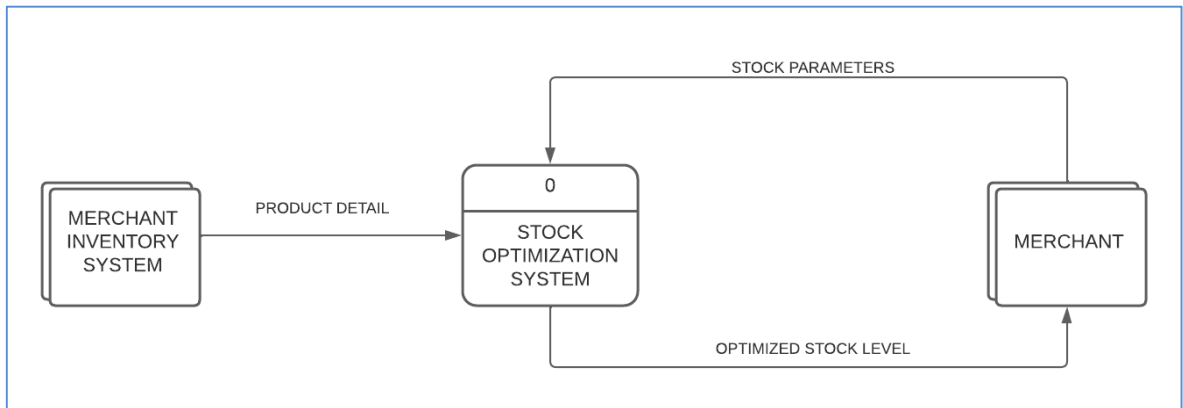 STOCK PARAMETERS
0
PRODUCT DETAIL
MERCHANT
INVENTORY
SYSTEM
STOCK
OPTIMIZATION
SYSTEM
MERCHANT
OPTIMIZED STOCK LEVEL